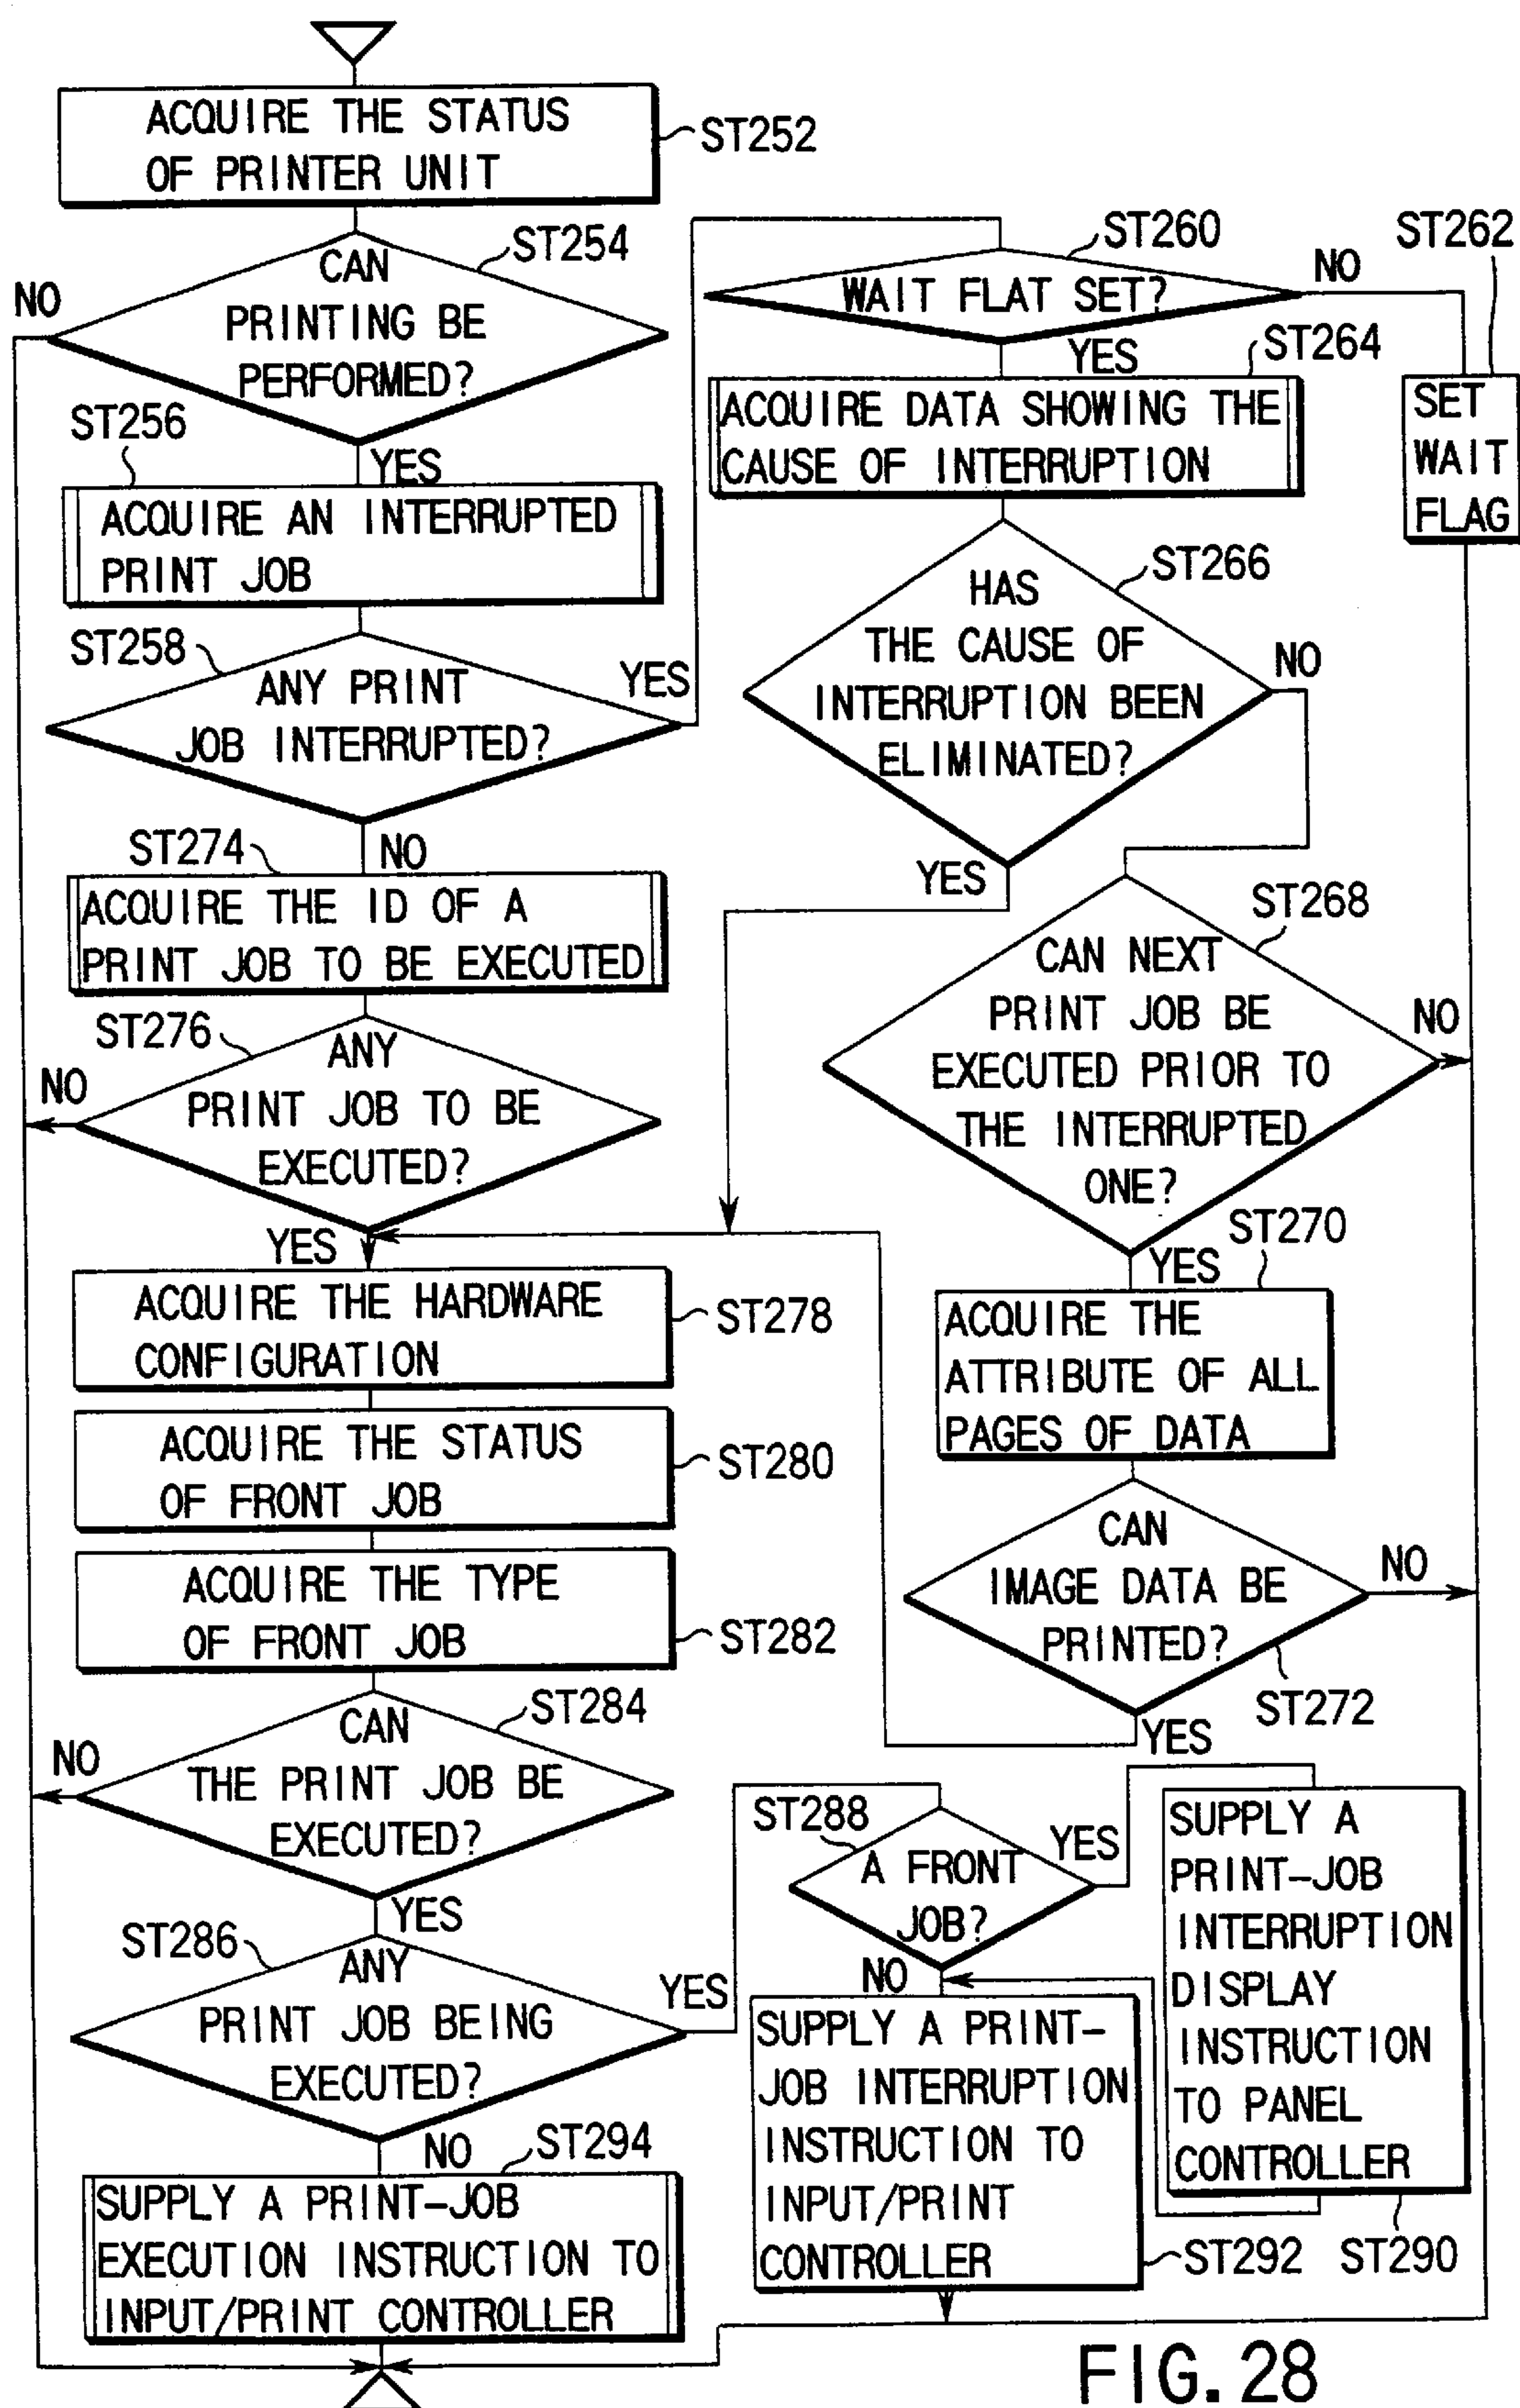 ACQUIRE THE STATUS
OF PRINTER UNIT
ST252
CAN
PRINTING BE
PERFORMED?
ST254
NO
YES
ST256
ACQUIRE AN INTERRUPTED
PRINT JOB
ST258
ANY PRINT
JOB INTERRUPTED?
YES
NO
ST260
WAIT FLAT SET?
NO
YES
ST262
SET
WAIT
FLAG
ST264
ACQUIRE DATA SHOWING THE
CAUSE OF INTERRUPTION
ST266
HAS
THE CAUSE OF
INTERRUPTION BEEN
ELIMINATED?
NO
YES
ST268
CAN NEXT
PRINT JOB BE
EXECUTED PRIOR TO
THE INTERRUPTED
ONE?
NO
YES
ST270
ACQUIRE THE
ATTRIBUTE OF ALL
PAGES OF DATA
CAN
IMAGE DATA BE
PRINTED?
NO
ST272
YES
ST274
ACQUIRE THE ID OF A
PRINT JOB TO BE EXECUTED
ST276
ANY
PRINT JOB TO BE
EXECUTED?
NO
YES
ACQUIRE THE HARDWARE
CONFIGURATION
ST278
ACQUIRE THE STATUS
OF FRONT JOB
ST280
ACQUIRE THE TYPE
OF FRONT JOB
ST282
ST284
CAN
THE PRINT JOB BE
EXECUTED?
NO
YES
ST286
ANY
PRINT JOB BEING
EXECUTED?
YES
NO
ST288
A FRONT
JOB?
YES
NO
SUPPLY A
PRINT-JOB
INTERRUPTION
DISPLAY
INSTRUCTION
TO PANEL
CONTROLLER
ST290
SUPPLY A PRINT-
JOB INTERRUPTION
INSTRUCTION TO
INPUT/PRINT
CONTROLLER
ST292
ST294
SUPPLY A PRINT-JOB
EXECUTION INSTRUCTION TO
INPUT/PRINT CONTROLLER
FIG. 28